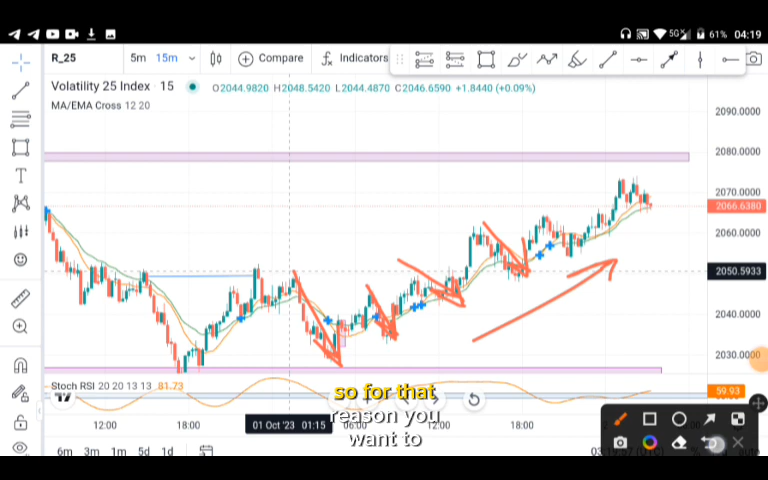 61% 04:19
R_25 5m 15m Compare Indicators
Volatility 25 Index · 15 O2044.9820 H2048.5420 L2044.4870 C2046.6590 +1.8440 (+0.09%)
MA/EMA Cross 12 20
2090.0000
2080.0000
2070.0000
2066.6380
2060.0000
2050.5933
2040.0000
2030.0000
Stoch RSI 20 20 13 13 81.73
59.93
so for that
reason you
want to
12:00 18:00 01 Oct '23 01:15 06:00 12:00 18:00
6m 3m 1m 5d 1d